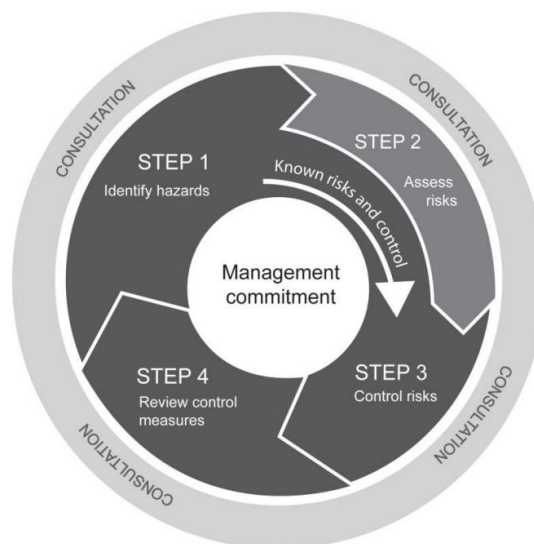 CONSULTATION
CONSULTATION
STEP 1
Identify hazards
STEP 2
Assess
risks
Known risks and control
Management
commitment
STEP 4
Review control
measures
STEP 3
Control risks
CONSULTATION
CONSULTATION